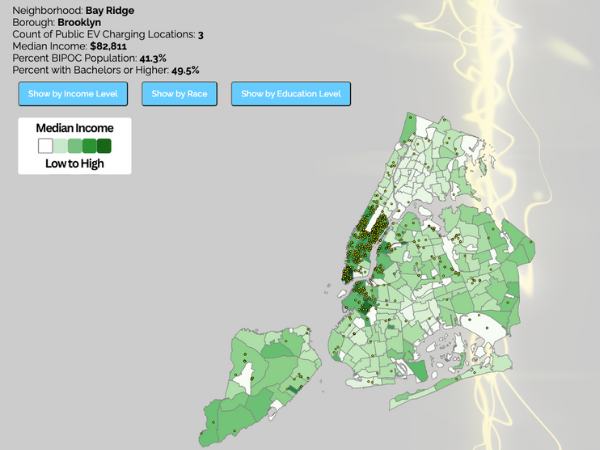 Neighborhood: Bay Ridge
Borough: Brooklyn
Count of Public EV Charging Locations: 3
Median Income: $82,811
Percent BIPOC Population: 41.3%
Percent with Bachelors or Higher: 49.5%
Show by Income Level
Show by Race
Show by Education Level
Median Income
Low to High